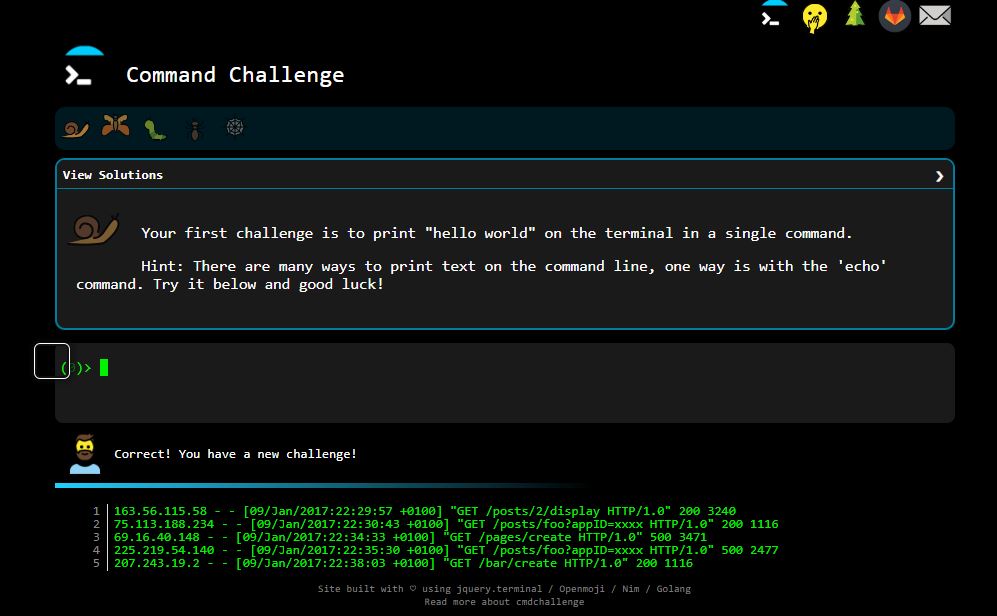 Command Challenge
View Solutions
Your first challenge is to print "hello world" on the terminal in a single command.
Hint: There are many ways to print text on the command line, one way is with the 'echo'
command. Try it below and good luck!
(0)>
Correct! You have a new challenge!
1 163.56.115.58 - - [09/Jan/2017:22:29:57 +0100] "GET /posts/2/display HTTP/1.0" 200 3240
2 75.113.188.234 - - [09/Jan/2017:22:30:43 +0100] "GET /posts/foo?appID=xxxx HTTP/1.0" 200 1116
3 69.16.40.148 - - [09/Jan/2017:22:34:33 +0100] "GET /pages/create HTTP/1.0" 500 3471
4 225.219.54.140 - - [09/Jan/2017:22:35:30 +0100] "GET /posts/foo?appID=xxxx HTTP/1.0" 500 2477
5 207.243.19.2 - - [09/Jan/2017:22:38:03 +0100] "GET /bar/create HTTP/1.0" 200 1116
Site built with ♡ using jquery.terminal / Openmoji / Nim / Golang
Read more about cmdchallenge